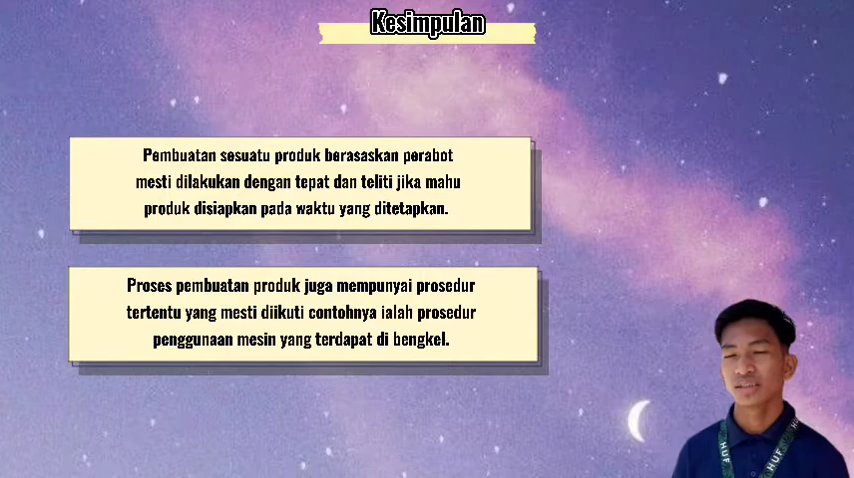 Kesimpulan
Pembuatan sesuatu produk berasaskan perabot
mesti dilakukan dengan tepat dan teliti jika mahu
produk disiapkan pada waktu yang ditetapkan.
Proses pembuatan produk juga mempunyai prosedur
tertentu yang mesti diikuti contohnya ialah prosedur
penggunaan mesin yang terdapat di bengkel.
HUF
HUF